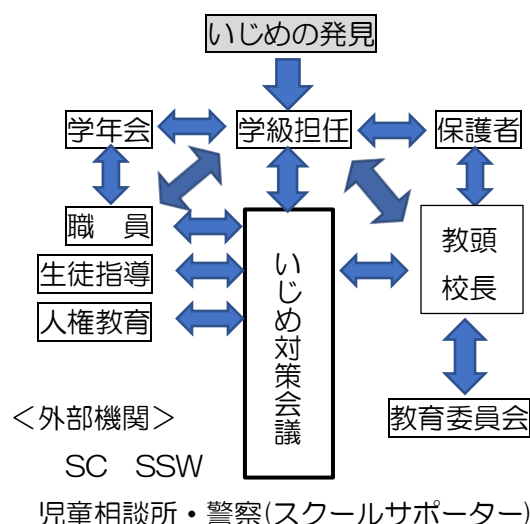 いじめの発見
学年会
学級担任
保護者
職　員
生徒指導
人権教育
いじめ対策会議
教頭
校長
教育委員会
＜外部機関＞
SC　SSW
児童相談所・警察(スクールサポーター)